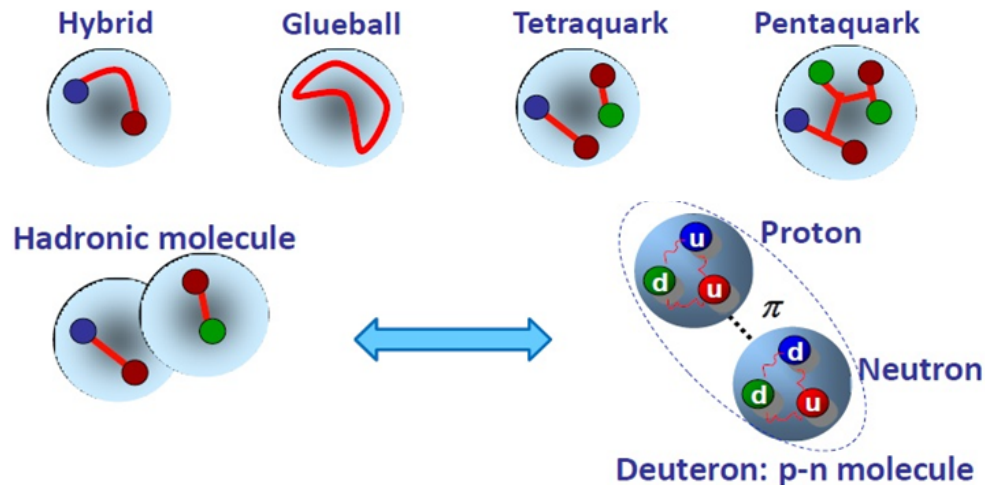 Hybrid
Glueball
Tetraquark
Pentaquark
Hadronic molecule
Proton
u
d
u
π
d
Neutron
d
u
Deuteron: p-n molecule